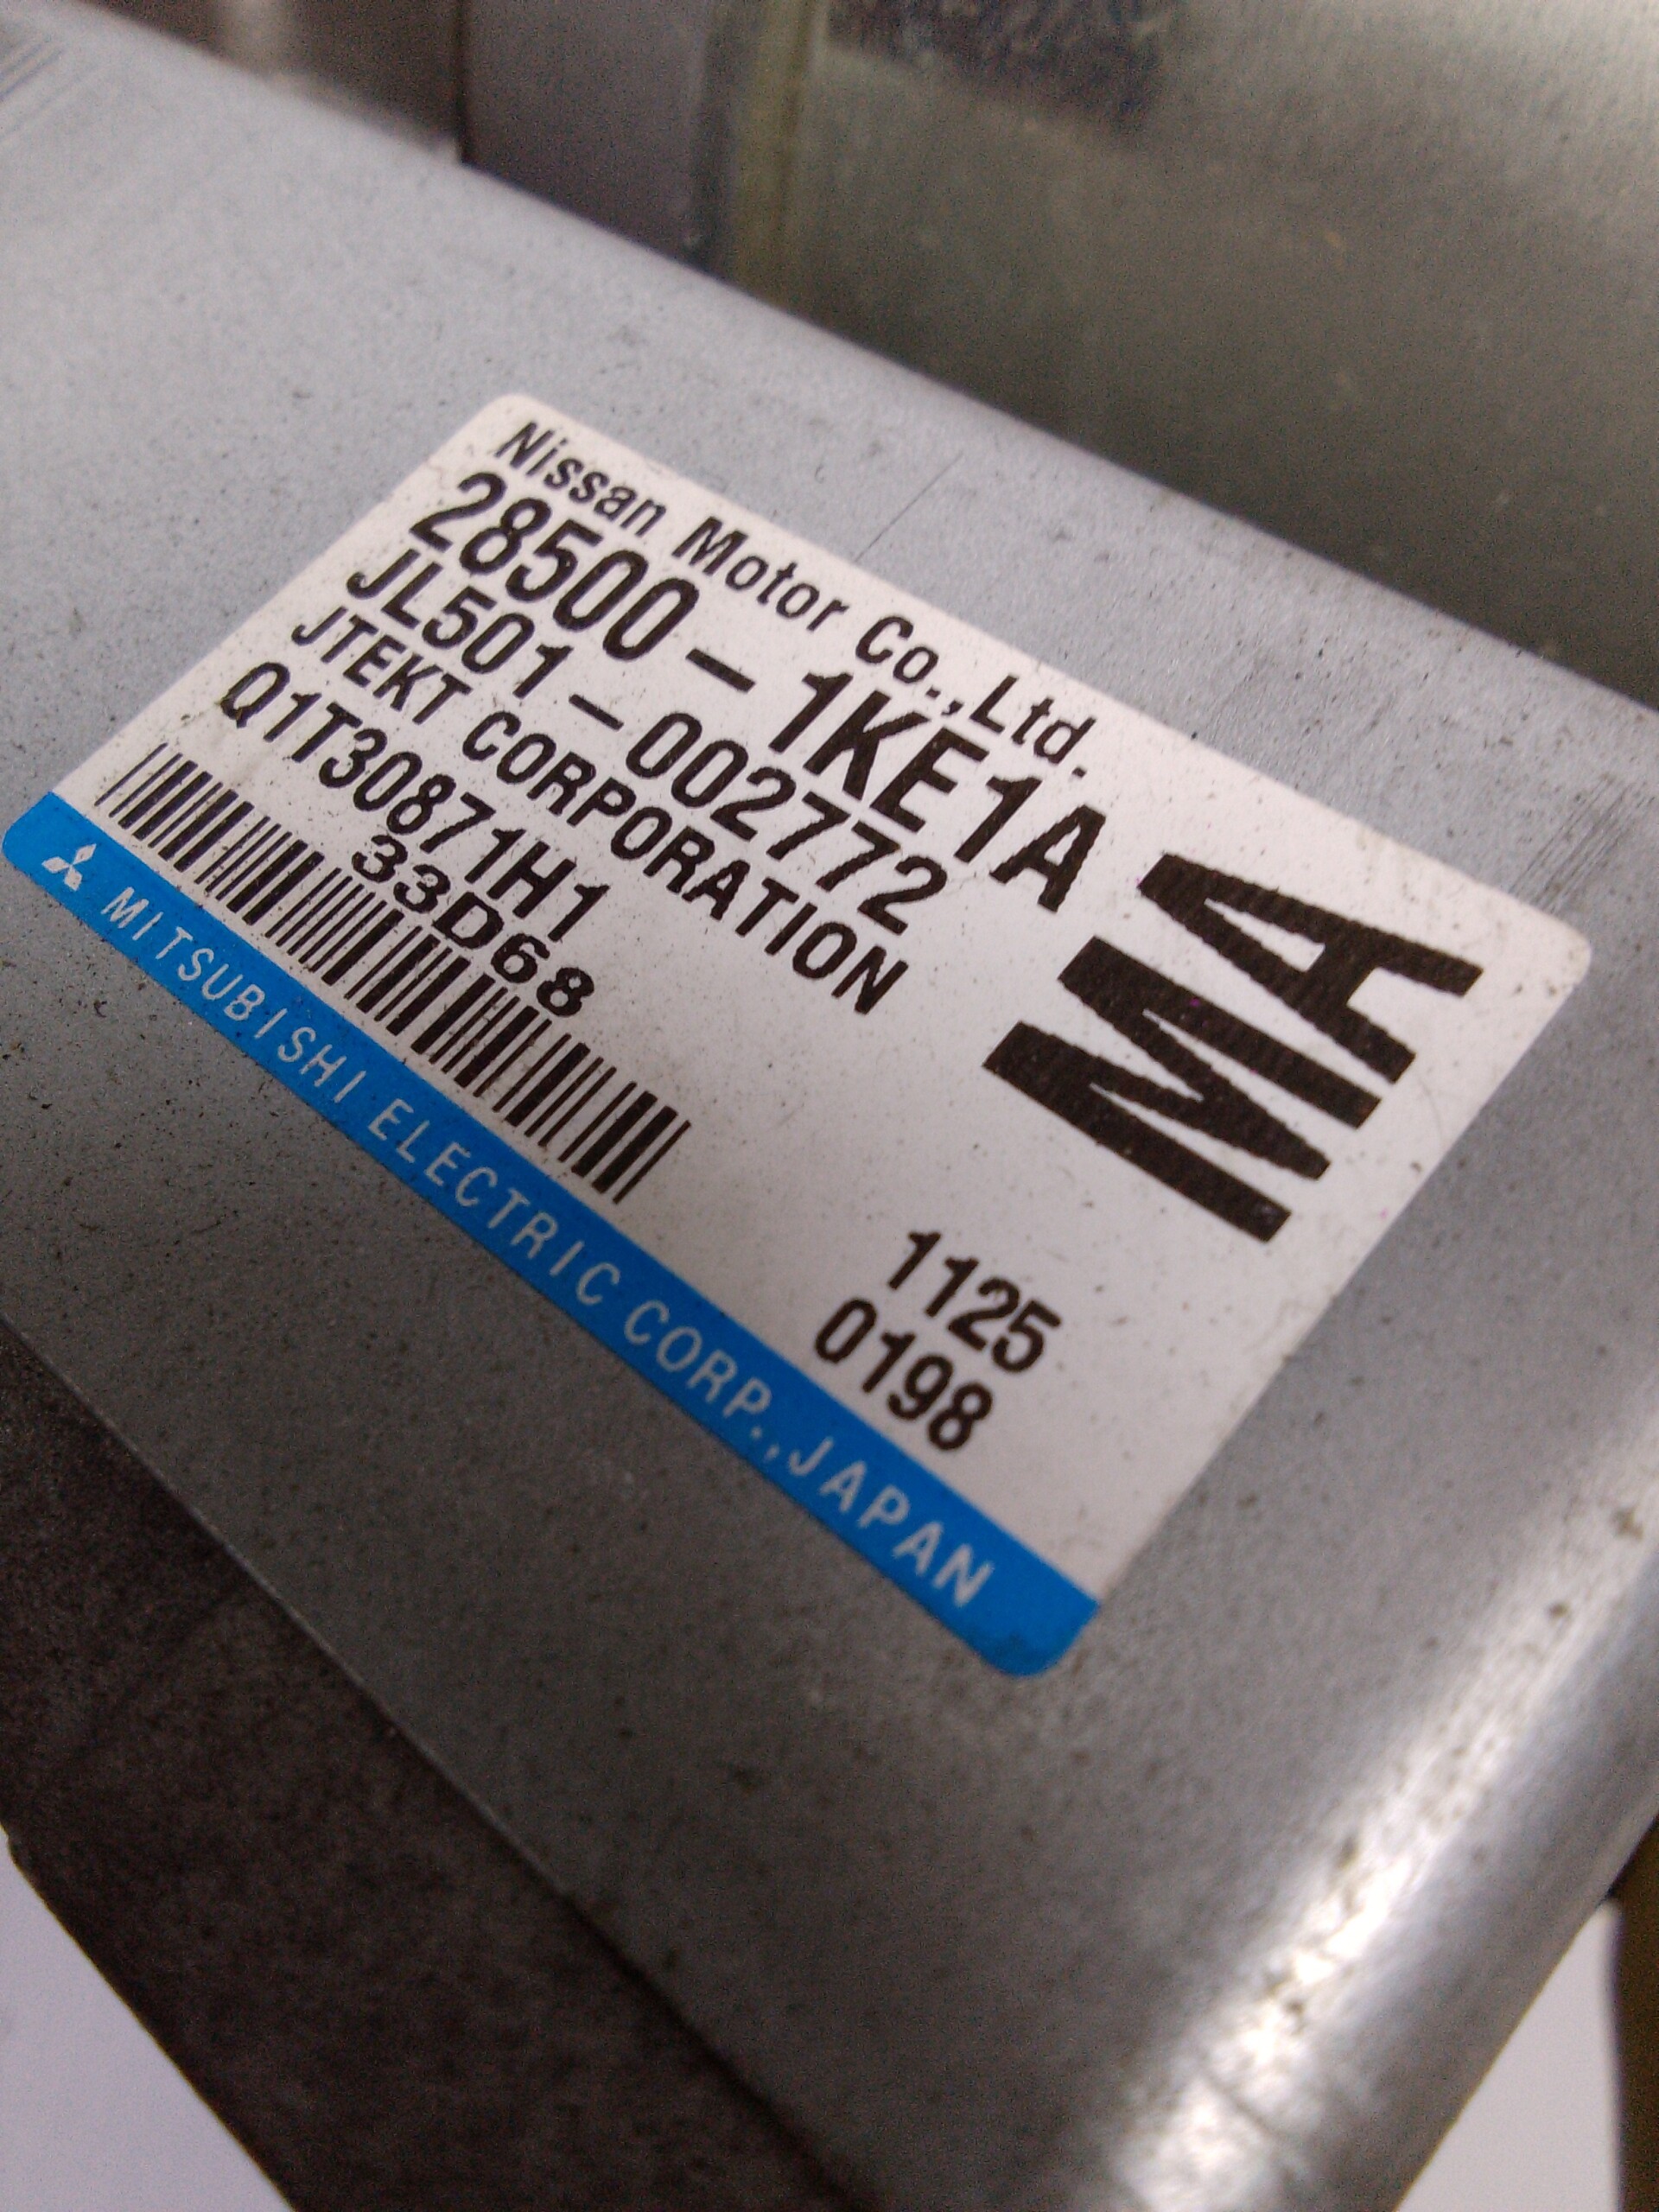 Nissan Motor Co.,Ltd.
28500-1KE1A
JL501-002772
JTEKT CORPORATION
Q1T30871H1
33D68
MA
1125
0198
MITSUBISHI ELECTRIC CORP.,JAPAN